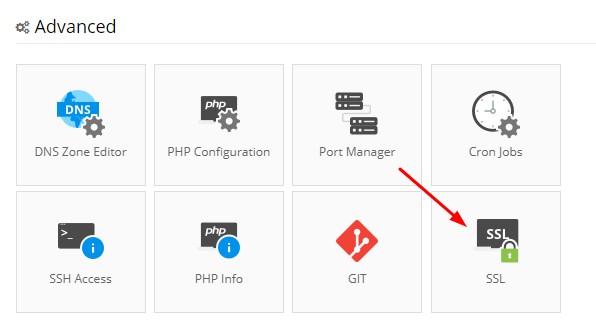 Advanced
DNS
php
DNS Zone Editor
PHP Configuration
Port Manager
Cron Jobs
>_
i
php
i
SSL
SSH Access
PHP Info
GIT
SSL